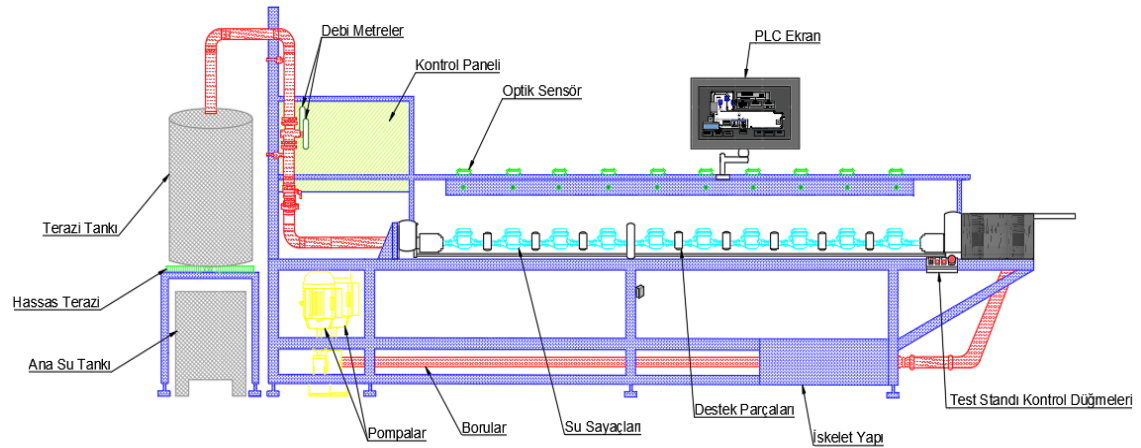 Debi Metreler
PLC Ekran
Kontrol Paneli
Optik Sensör
Terazi Tankı
Hassas Terazi
Ana Su Tankı
Pompalar
Borular
Su Sayaçları
Destek Parçaları
İskelet Yapı
Test Standı Kontrol Düğmeleri